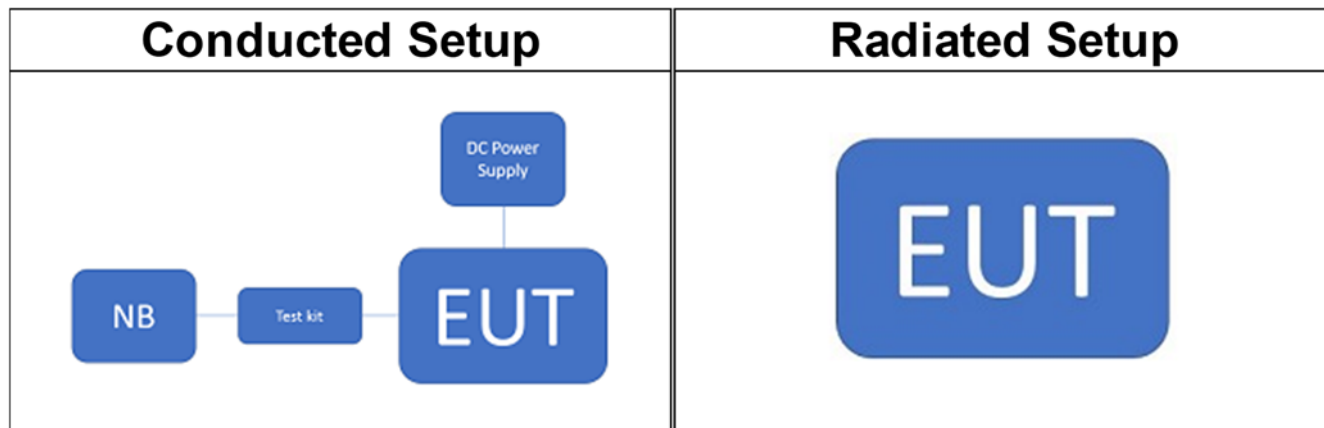 Conducted Setup
Radiated Setup
DC Power
Supply
NB
Test kit
EUT
EUT